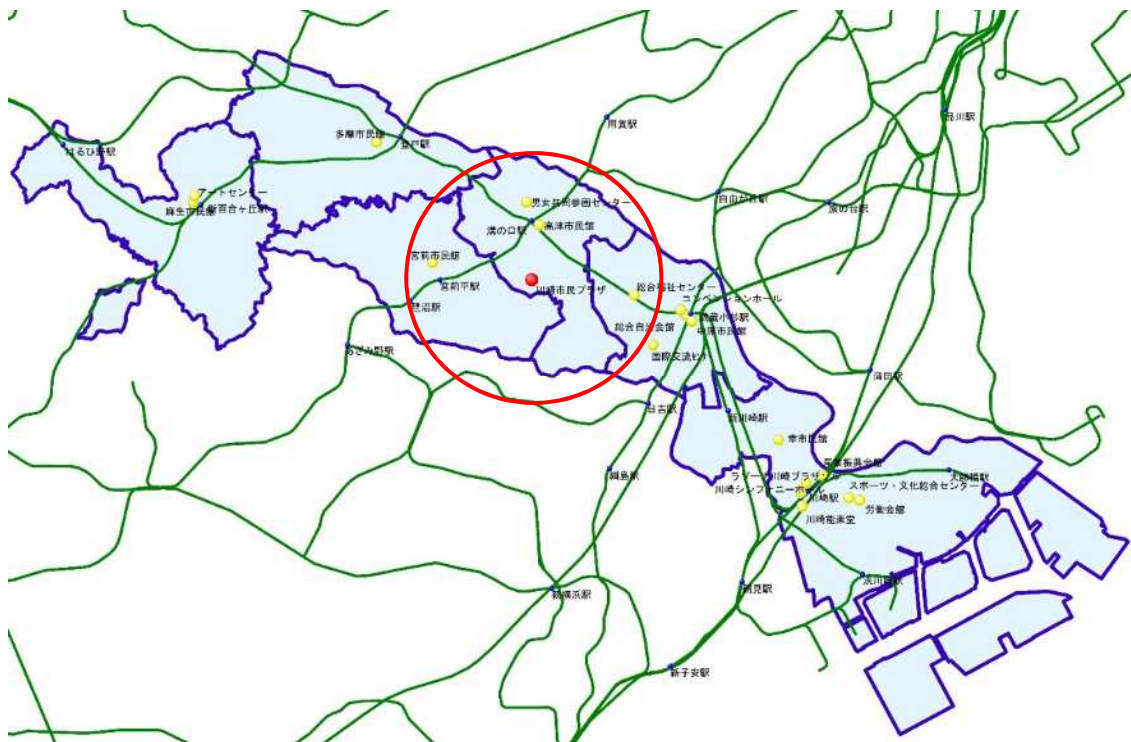 用賀駅
品川駅
多摩市民館
登戸駅
はるひ野駅
アートセンター
新百合ヶ丘駅
麻生市民館
男女共同参画センター
自由が丘駅
旗の台駅
高津市民館
溝の口駅
宮前市民館
宮前平駅
川崎市民プラザ
総合福祉センター
コンベンションホール
鷺沼駅
武蔵小杉駅
総合自治会館
中原市民館
あざみ野駅
国際交流センター
蒲田駅
日吉駅
新川崎駅
幸市民館
産業振興会館
綱島駅
ラゾーナ川崎プラザソル
大師橋駅
川崎シンフォニーホール
スポーツ・文化総合センター
川崎駅
労働会館
川崎能楽堂
浜川崎駅
鶴見駅
新横浜駅
新子安駅